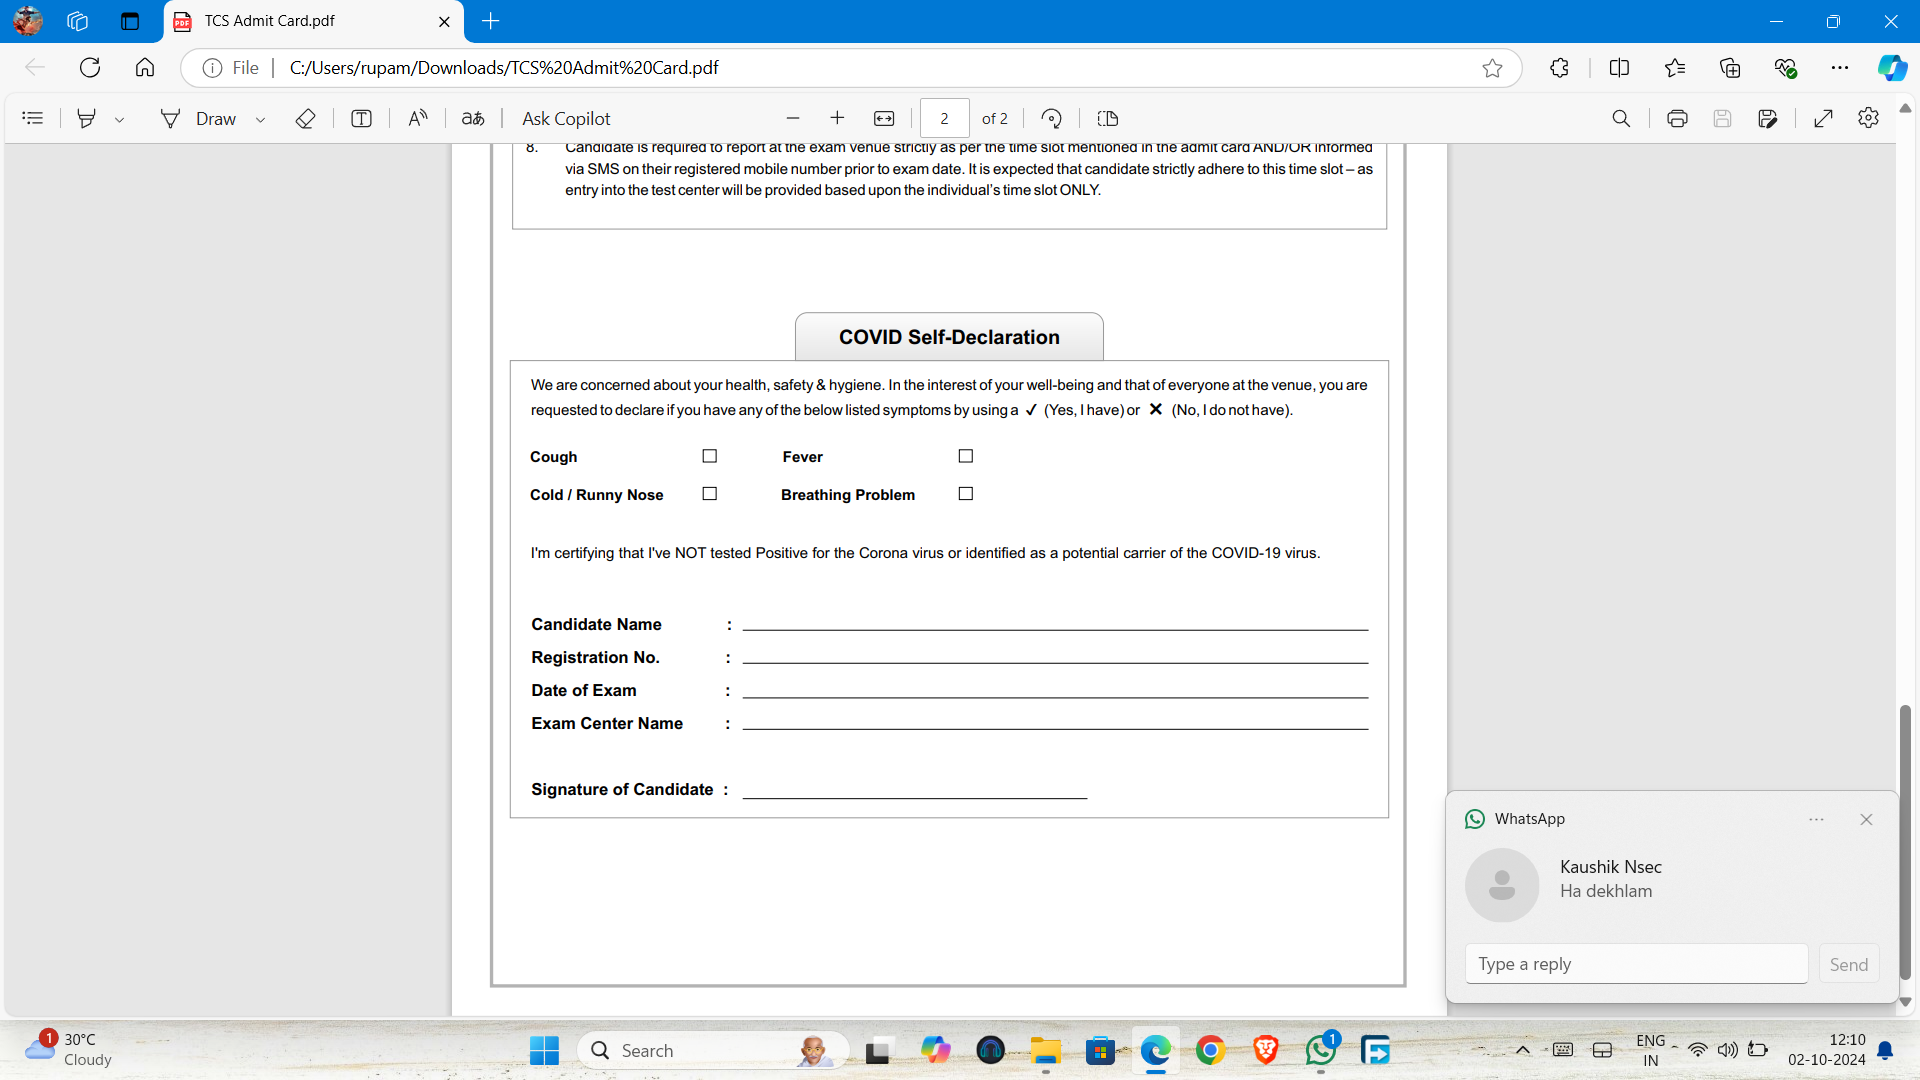 TCS Admit Card.pdf
File
C:/Users/rupam/Downloads/TCS%20Admit%20Card.pdf
Draw
Ask Copilot
2
of 2
8. Candidate is required to report at the exam venue strictly as per the time slot mentioned in the admit card AND/OR informed
via SMS on their registered mobile number prior to exam date. It is expected that candidate strictly adhere to this time slot – as
entry into the test center will be provided based upon the individual's time slot ONLY.
COVID Self-Declaration
We are concerned about your health, safety & hygiene. In the interest of your well-being and that of everyone at the venue, you are
requested to declare if you have any of the below listed symptoms by using a ✓ (Yes, I have) or ✕ (No, I do not have).
Cough ☐ Fever ☐
Cold / Runny Nose ☐ Breathing Problem ☐
I'm certifying that I've NOT tested Positive for the Corona virus or identified as a potential carrier of the COVID-19 virus.
Candidate Name :
Registration No. :
Date of Exam :
Exam Center Name :
Signature of Candidate :
WhatsApp
Kaushik Nsec
Ha dekhlam
Type a reply
Send
1
30°C
Cloudy
Search
1
ENG
IN
12:10
02-10-2024